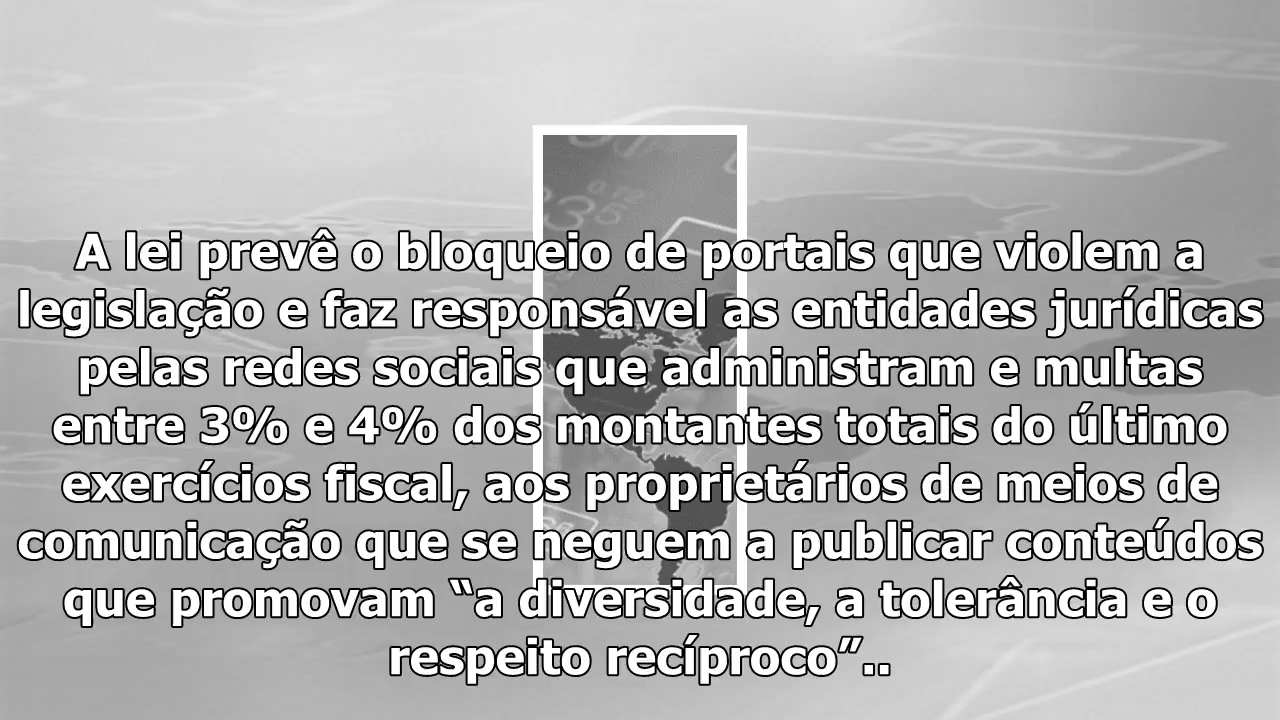 A lei prevê o bloqueio de portais que violem a
legislação e faz responsável as entidades jurídicas
pelas redes sociais que administram e multas
entre 3% e 4% dos montantes totais do último
exercícios fiscal, aos proprietários de meios de
comunicação que se neguem a publicar conteúdos
que promovam “a diversidade, a tolerância e o
respeito recíproco”..